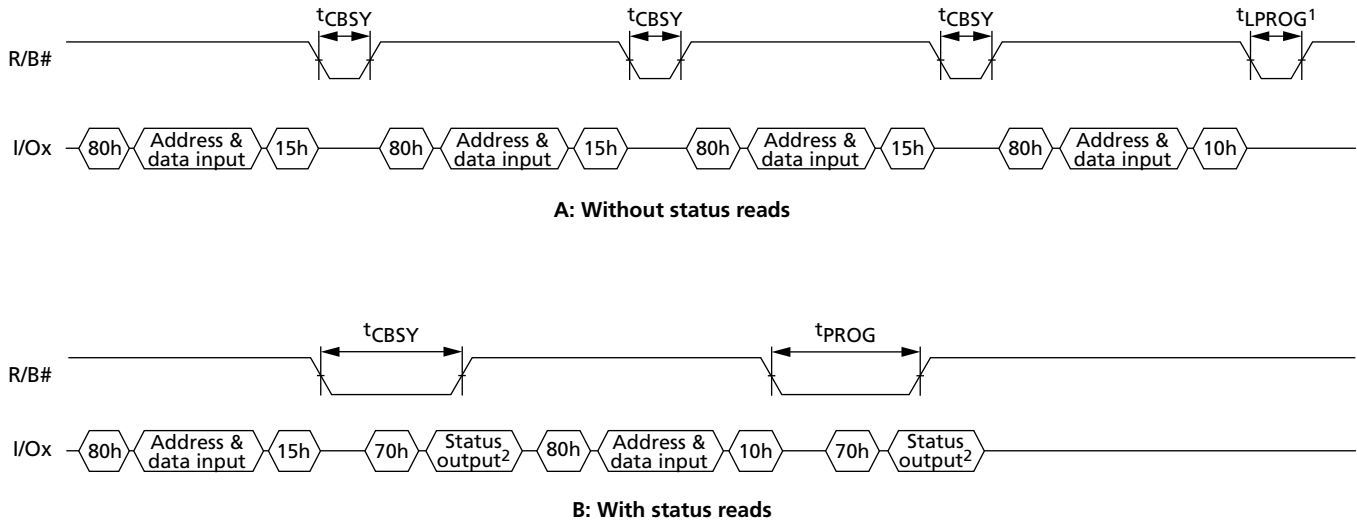 tCBSY tCBSY tCBSY tLPROG1
R/B#
I/Ox 80h Address & data input 15h 80h Address & data input 15h 80h Address & data input 15h 80h Address & data input 10h
A: Without status reads
tCBSY tPROG
R/B#
I/Ox 80h Address & data input 15h 70h Status output2 80h Address & data input 10h 70h Status output2
B: With status reads